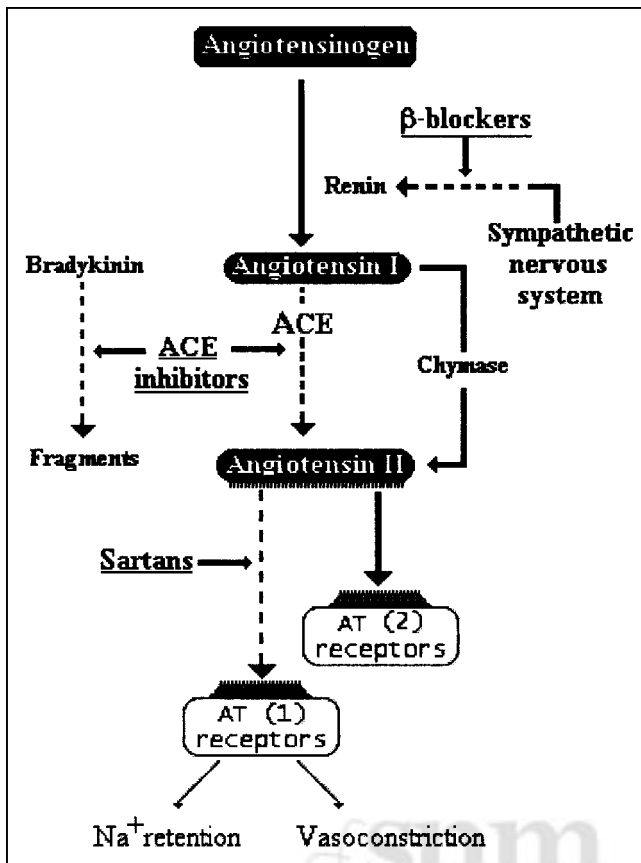 Angiotensinogen
β-blockers
Renin
Sympathetic
nervous
system
Bradykinin
Angiotensin I
ACE
ACE
inhibitors
Chymase
Fragments
Angiotensin II
Sartans
AT (2)
receptors
AT (1)
receptors
Na+ retention
Vasoconstriction